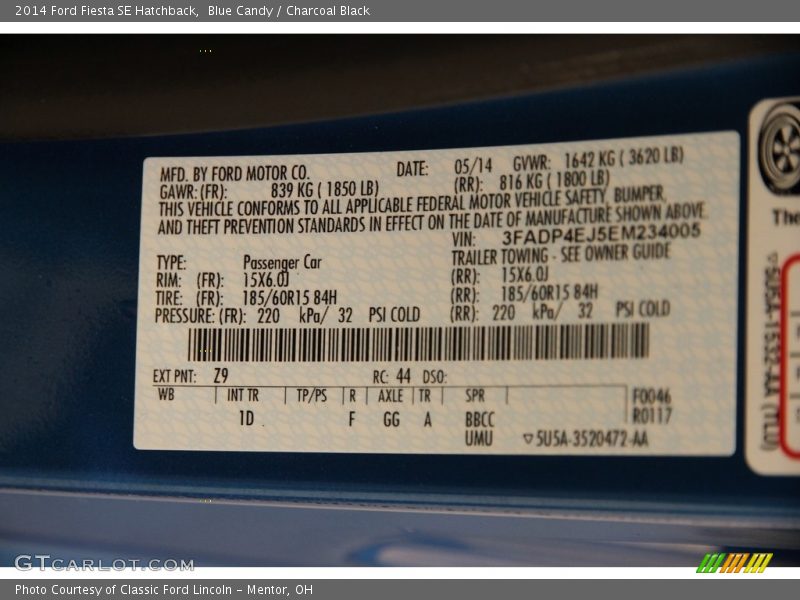 2014 Ford Fiesta SE Hatchback,  Blue Candy / Charcoal Black
MFD. BY FORD MOTOR CO. DATE: 05/14 GVWR: 1642 KG ( 3620 LB)
GAWR: (FR): 839 KG ( 1850 LB) (RR): 816 KG ( 1800 LB)
THIS VEHICLE CONFORMS TO ALL APPLICABLE FEDERAL MOTOR VEHICLE SAFETY, BUMPER,
AND THEFT PREVENTION STANDARDS IN EFFECT ON THE DATE OF MANUFACTURE SHOWN ABOVE.
VIN: 3FADP4EJ5EM234005
TYPE: Passenger Car TRAILER TOWING - SEE OWNER GUIDE
RIM: (FR): 15X6.0J (RR): 15X6.0J
TIRE: (FR): 185/60R15 84H (RR): 185/60R15 84H
PRESSURE: (FR): 220 kPa/ 32 PSI COLD (RR): 220 kPa/ 32 PSI COLD
EXT PNT: Z9 RC: 44 DSO:
WB INT TR TP/PS R AXLE TR SPR F0046
1D F GG A BBCC R0117
UMU ▽5U5A-3520472-AA
The
▽5U5A-1532-AA (TLD)
GTCARLOT.COM
Photo Courtesy of Classic Ford Lincoln - Mentor, OH